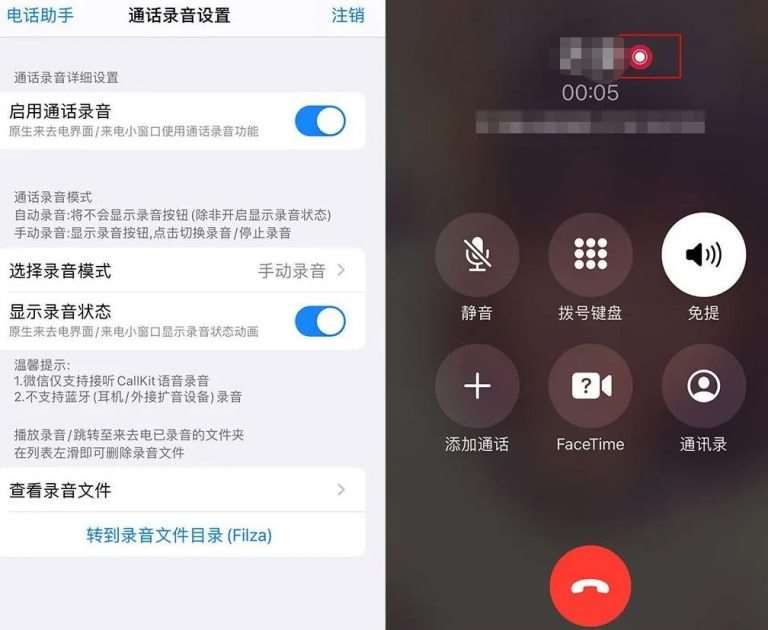 电话助手
通话录音设置
注销
通话录音详细设置
启用通话录音
原生来去电界面/来电小窗口使用通话录音功能
通话录音模式
自动录音:将不会显示录音按钮(除非开启显示录音状态)
手动录音:显示录音按钮,点击切换录音/停止录音
选择录音模式
手动录音
显示录音状态
原生来去电界面/来电小窗口显示录音状态动画
温馨提示:
1.微信仅支持接听CallKit语音录音
2.不支持蓝牙(耳机/外接扩音设备)录音
播放录音/跳转至来去电已录音的文件夹
在列表左滑即可删除录音文件
查看录音文件
转到录音文件目录(Filza)
00:05
静音
拨号键盘
免提
?
添加通话
FaceTime
通讯录